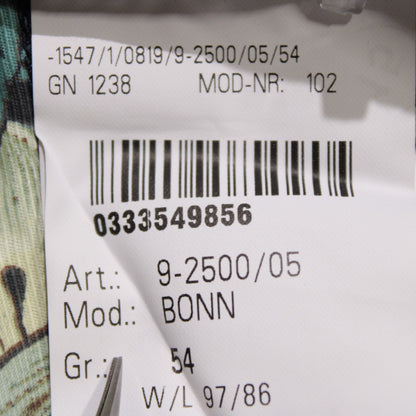 -1547/1/0819/9-2500/05/54
GN 1238 MOD-NR: 102
0333549856
Art.: 9-2500/05
Mod.: BONN
Gr.: 54
W/L 97/86